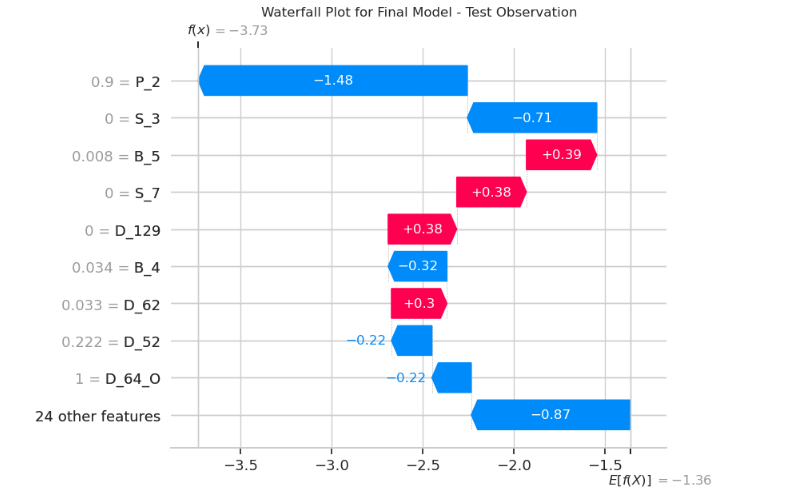 Waterfall Plot for Final Model - Test Observation
f(x) = −3.73
0.9 = P_2
−1.48
0 = S_3
−0.71
0.008 = B_5
+0.39
0 = S_7
+0.38
0 = D_129
+0.38
0.034 = B_4
−0.32
0.033 = D_62
+0.3
0.222 = D_52
−0.22
1 = D_64_O
−0.22
24 other features
−0.87
−3.5 −3.0 −2.5 −2.0 −1.5
E[f(X)] = −1.36